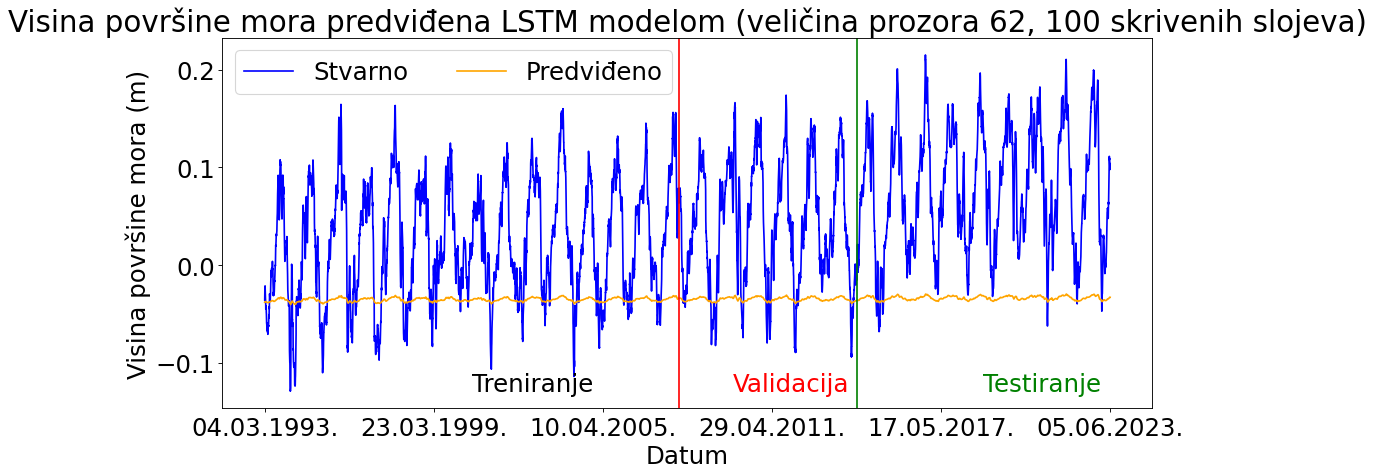 Visina površine mora predviđena LSTM modelom (veličina prozora 62, 100 skrivenih slojeva)
Stvarno Predviđeno
Visina površine mora (m)
0.2
0.1
0.0
−0.1
Treniranje Validacija Testiranje
04.03.1993. 23.03.1999. 10.04.2005. 29.04.2011. 17.05.2017. 05.06.2023.
Datum